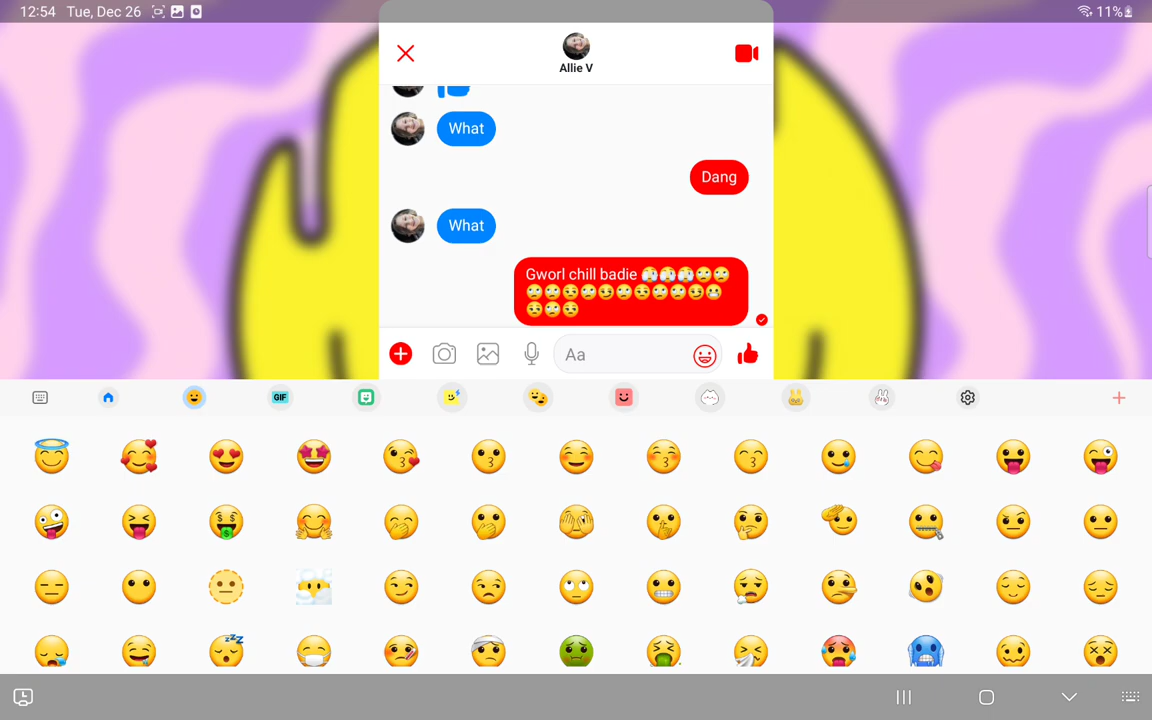 12:54 Tue, Dec 26
11%
Allie V
What
Dang
What
Gworl chill badie 🫣🫣🫣🙄🙄
🙄🙄😒🙄😏🙄😒🙄🙄😏😬
😒🙄😒
Aa
GIF